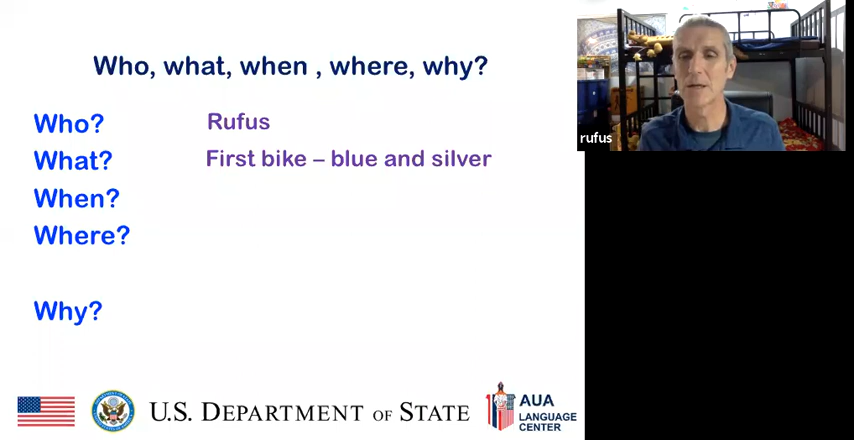 Who, what, when , where, why?
Who? Rufus
What? First bike – blue and silver
When?
Where?
Why?
U.S. DEPARTMENT OF STATE
AUA
LANGUAGE
CENTER
rufus